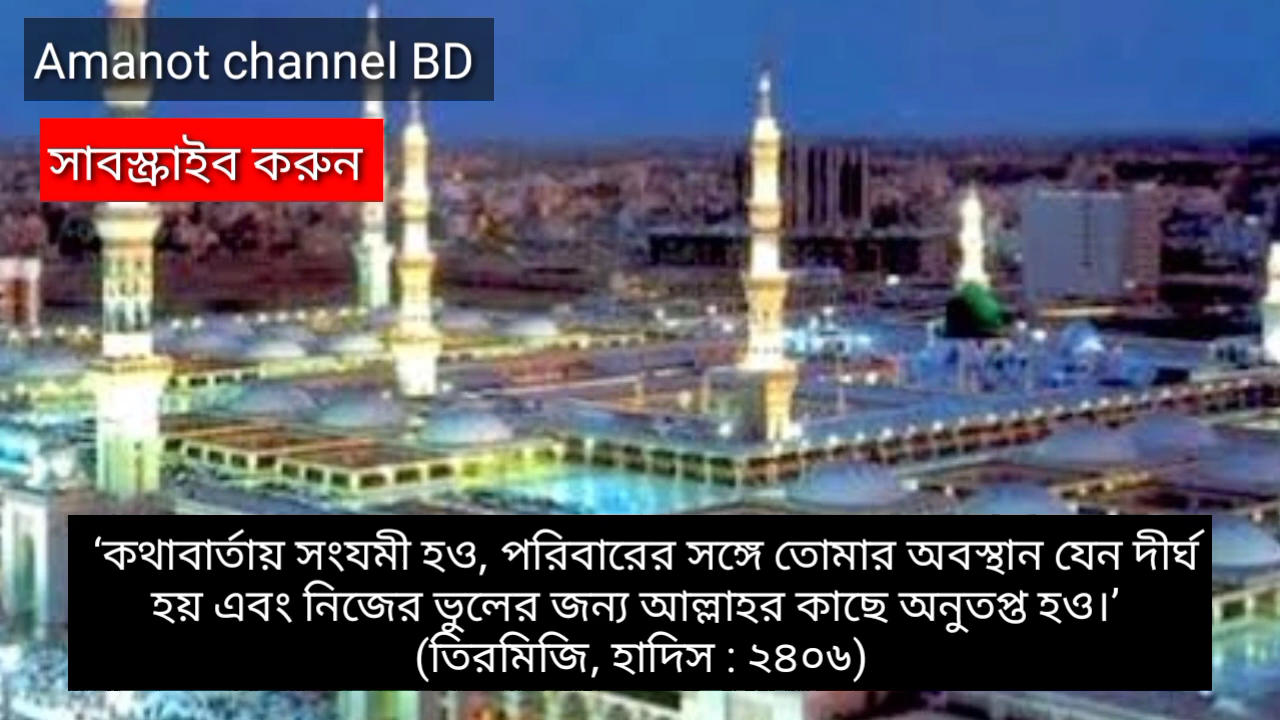 Amanot channel BD
সাবস্ক্রাইব করুন
‘কথাবার্তায় সংযমী হও, পরিবারের সঙ্গে তোমার অবস্থান যেন দীর্ঘ
হয় এবং নিজের ভুলের জন্য আল্লাহর কাছে অনুতপ্ত হও।’
(তিরমিজি, হাদিস : ২৪০৬)